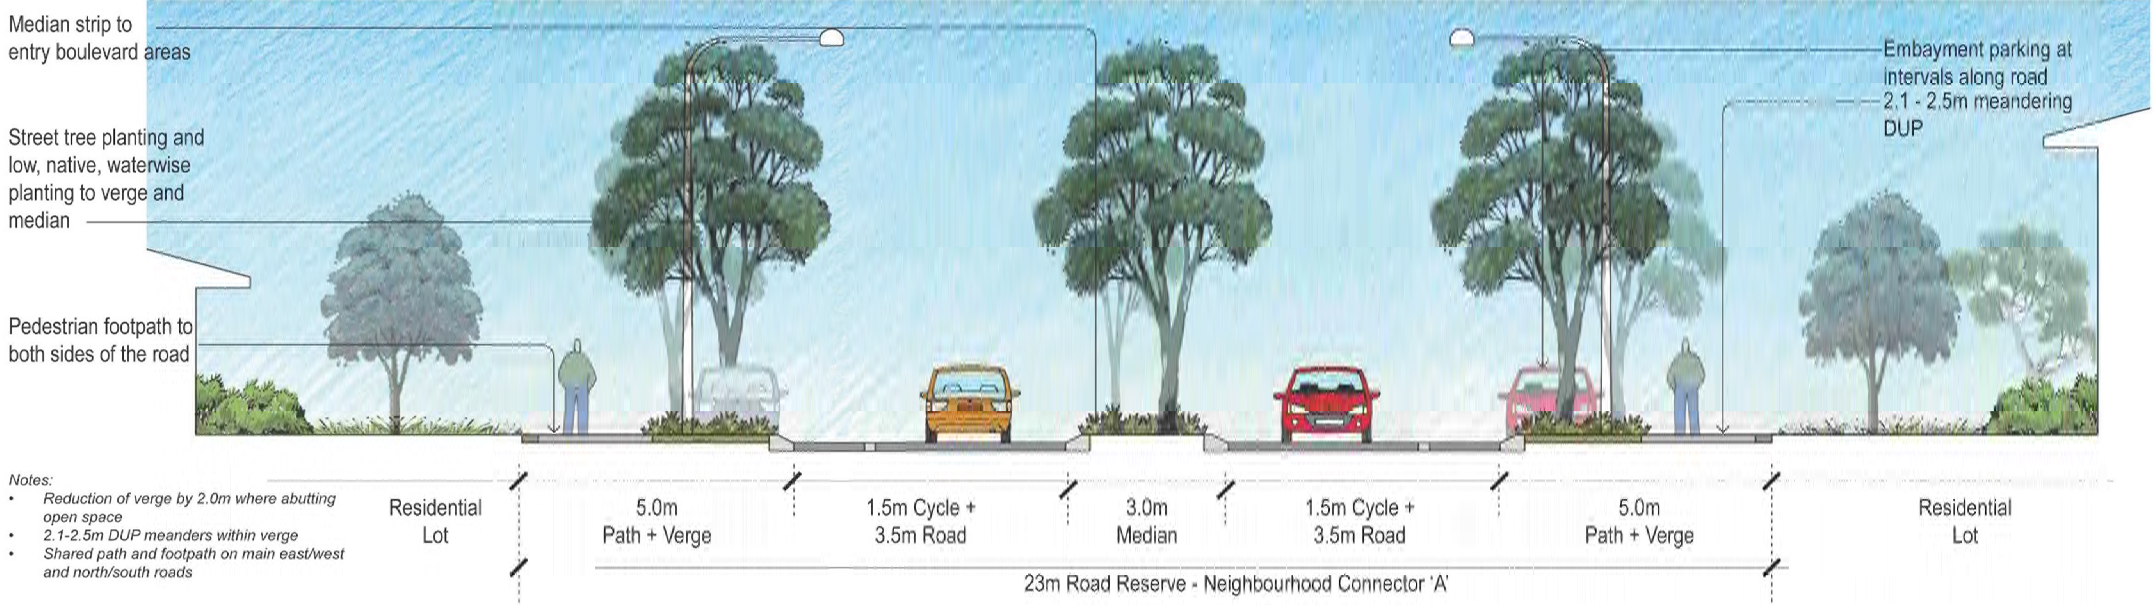 Median strip to
entry boulevard areas
Street tree planting and
low, native, waterwise
planting to verge and
median
Pedestrian footpath to
both sides of the road
Embayment parking at
intervals along road
2.1 - 2.5m meandering
DUP
Notes:
• Reduction of verge by 2.0m where abutting
open space
• 2.1-2.5m DUP meanders within verge
• Shared path and footpath on main east/west
and north/south roads
Residential
Lot
5.0m
Path + Verge
1.5m Cycle +
3.5m Road
3.0m
Median
1.5m Cycle +
3.5m Road
5.0m
Path + Verge
Residential
Lot
23m Road Reserve - Neighbourhood Connector 'A'